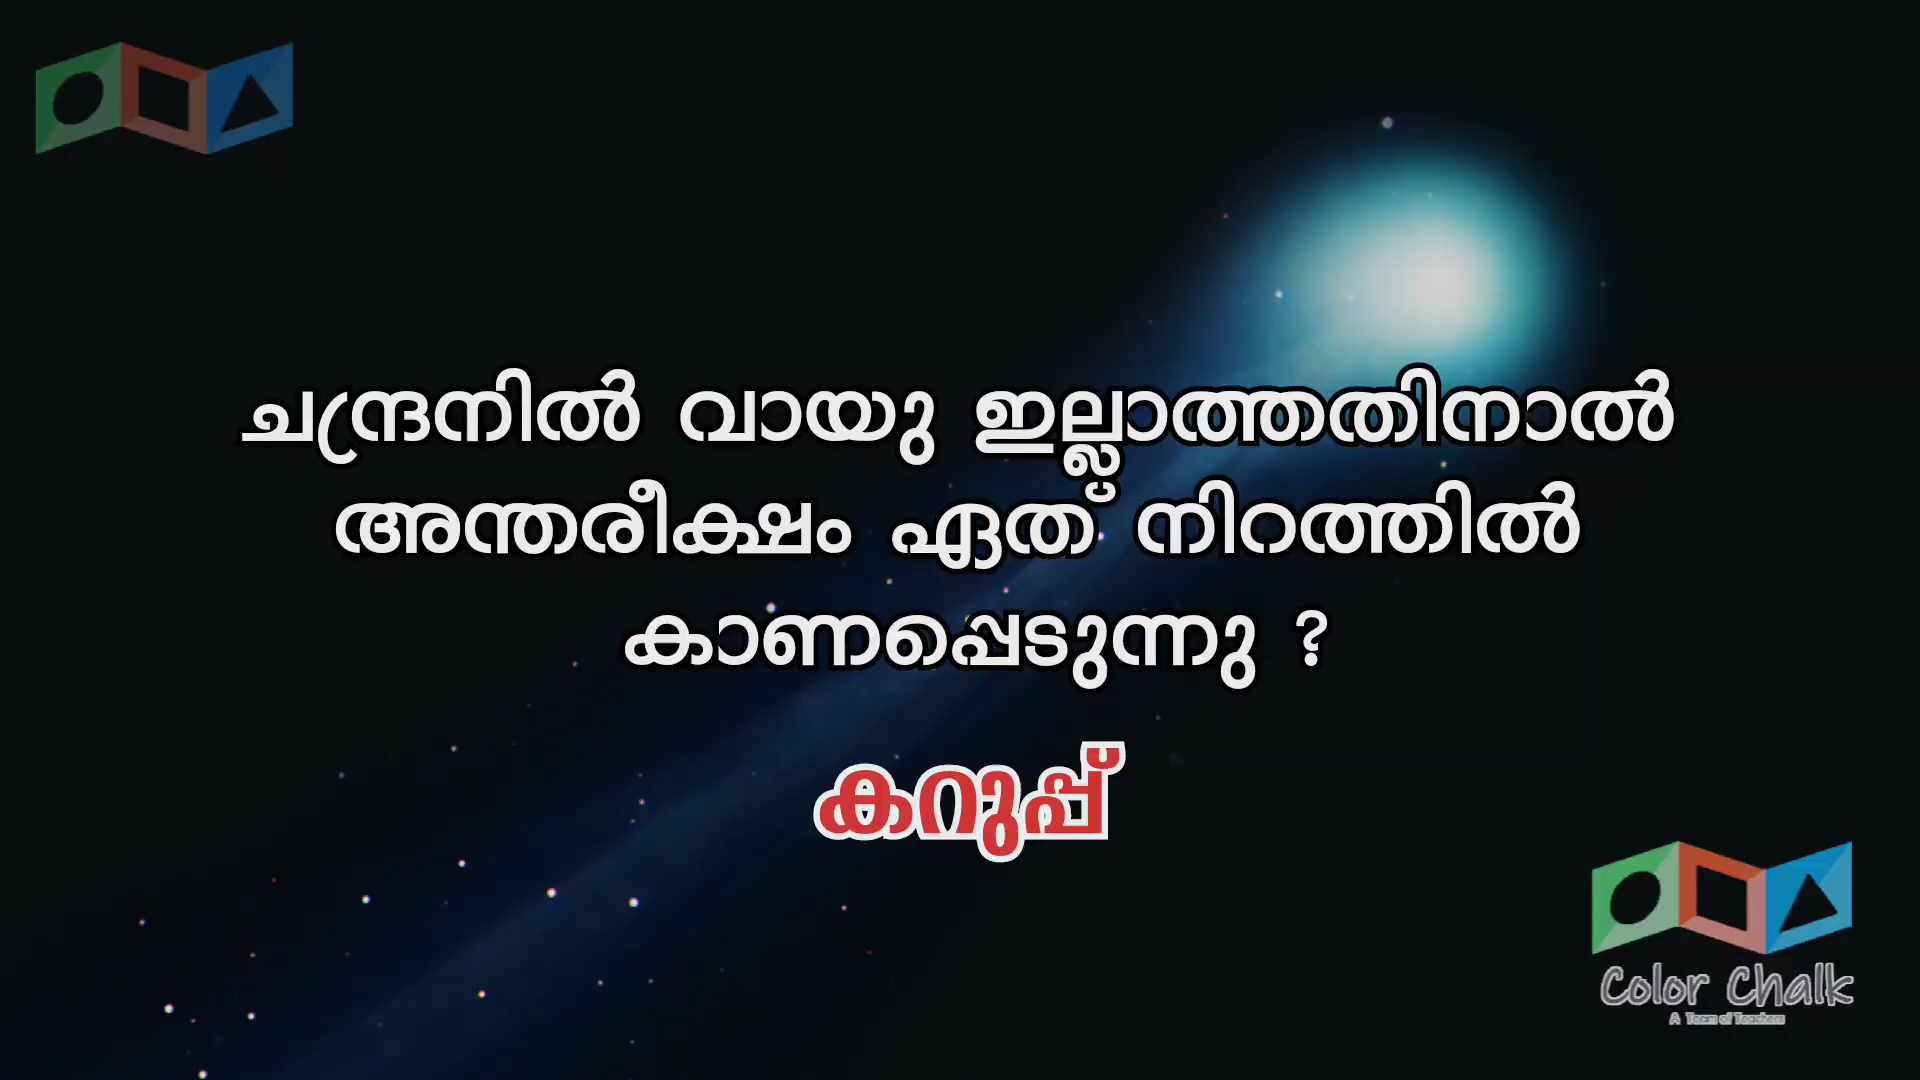 ചന്ദ്രനിൽ വായു ഇല്ലാത്തതിനാൽ
അന്തരീക്ഷം ഏത് നിറത്തിൽ
കാണപ്പെടുന്നു ?
കറുപ്പ്
Color Chalk
A Team of Teachers